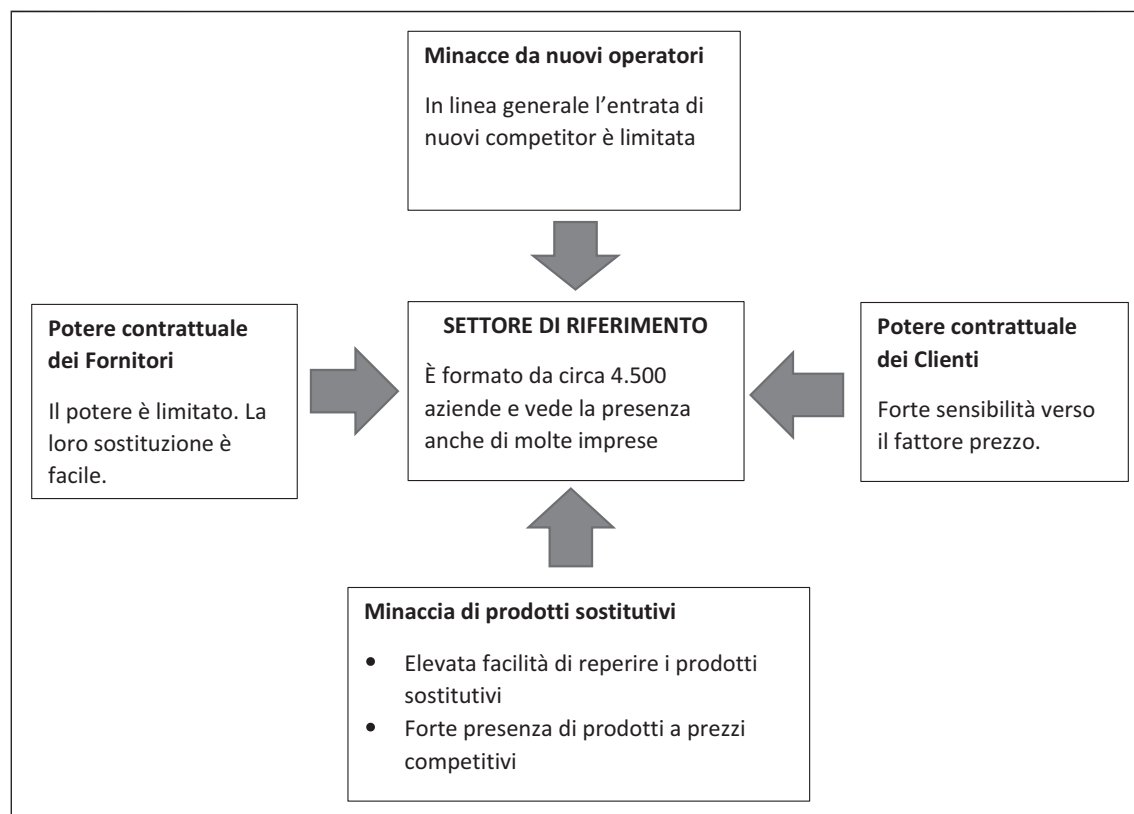 Minacce da nuovi operatori
In linea generale l’entrata di
nuovi competitor è limitata
Potere contrattuale
dei Fornitori
Il potere è limitato. La
loro sostituzione è
facile.
SETTORE DI RIFERIMENTO
È formato da circa 4.500
aziende e vede la presenza
anche di molte imprese
Potere contrattuale
dei Clienti
Forte sensibilità verso
il fattore prezzo.
Minaccia di prodotti sostitutivi
• Elevata facilità di reperire i prodotti
sostitutivi
• Forte presenza di prodotti a prezzi
competitivi